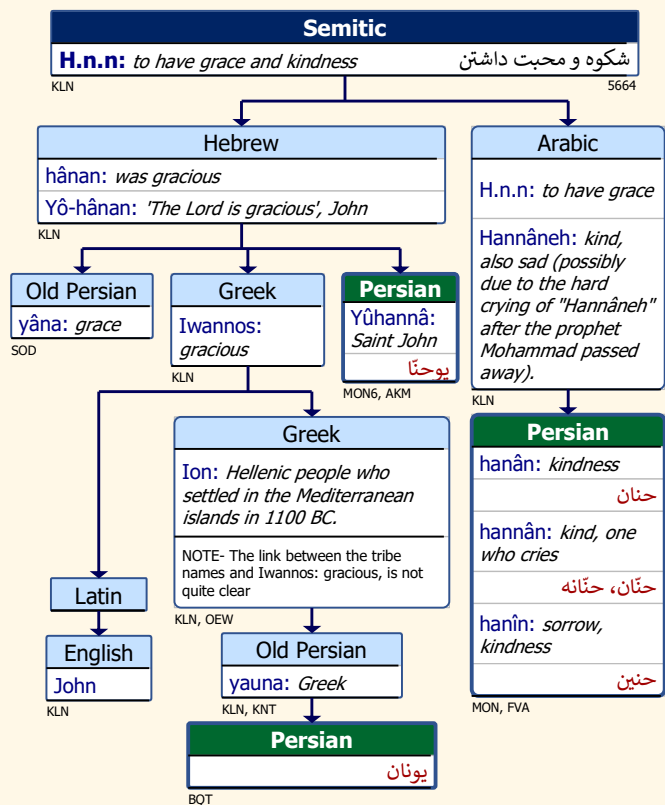 Semitic
H.n.n: to have grace and kindness شکوه و محبت داشتن
KLN 5664
Hebrew
hânan: was gracious
Yô-hânan: 'The Lord is gracious', John
KLN
Arabic
H.n.n: to have grace
Hannâneh: kind,
also sad (possibly
due to the hard
crying of "Hannâneh"
after the prophet
Mohammad passed
away).
KLN
Old Persian
yâna: grace
SOD
Greek
Iwannos:
gracious
KLN
Persian
Yûhannâ:
Saint John
یوحنّا
MON6, AKM
Greek
Ion: Hellenic people who
settled in the Mediterranean
islands in 1100 BC.
NOTE- The link between the tribe
names and Iwannos: gracious, is not
quite clear
KLN, OEW
Persian
hanân: kindness
حنان
hannân: kind, one
who cries
حنّان، حنّانه
hanîn: sorrow,
kindness
حنین
MON, FVA
Latin
English
John
KLN
Old Persian
yauna: Greek
KLN, KNT
Persian
یونان
BQT